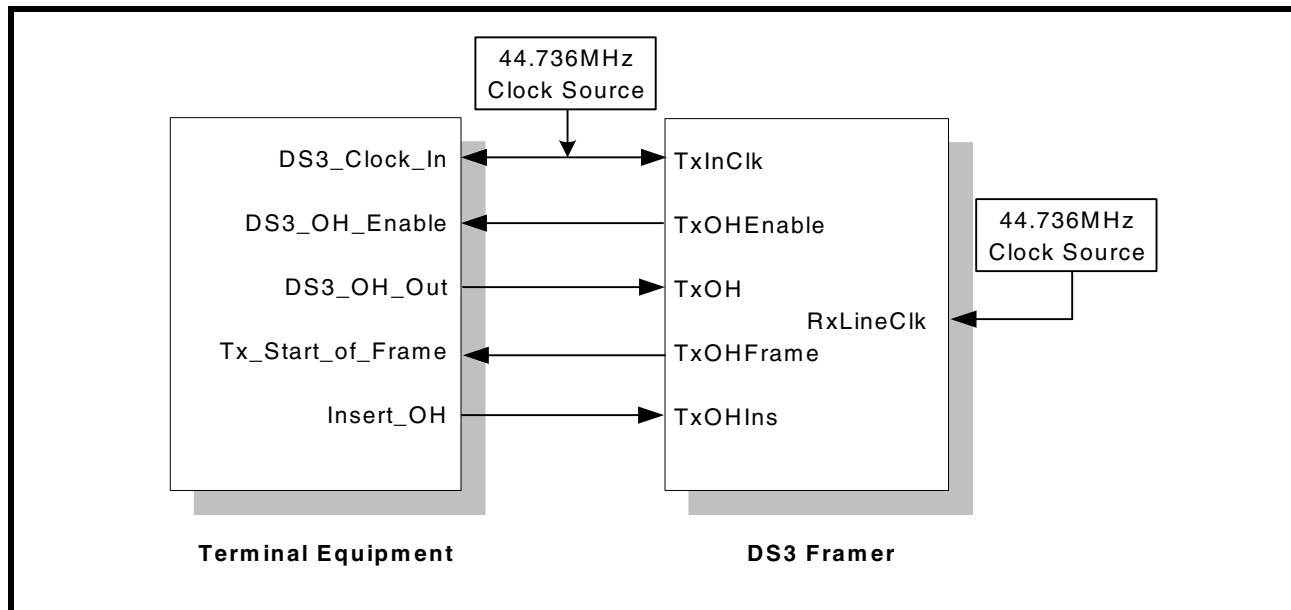 44.736MHz
Clock Source
DS3_Clock_In
TxInClk
DS3_OH_Enable
TxOHEnable
44.736MHz
Clock Source
DS3_OH_Out
TxOH
RxLineClk
Tx_Start_of_Frame
TxOHFrame
Insert_OH
TxOHIns
Terminal Equipment
DS3 Framer